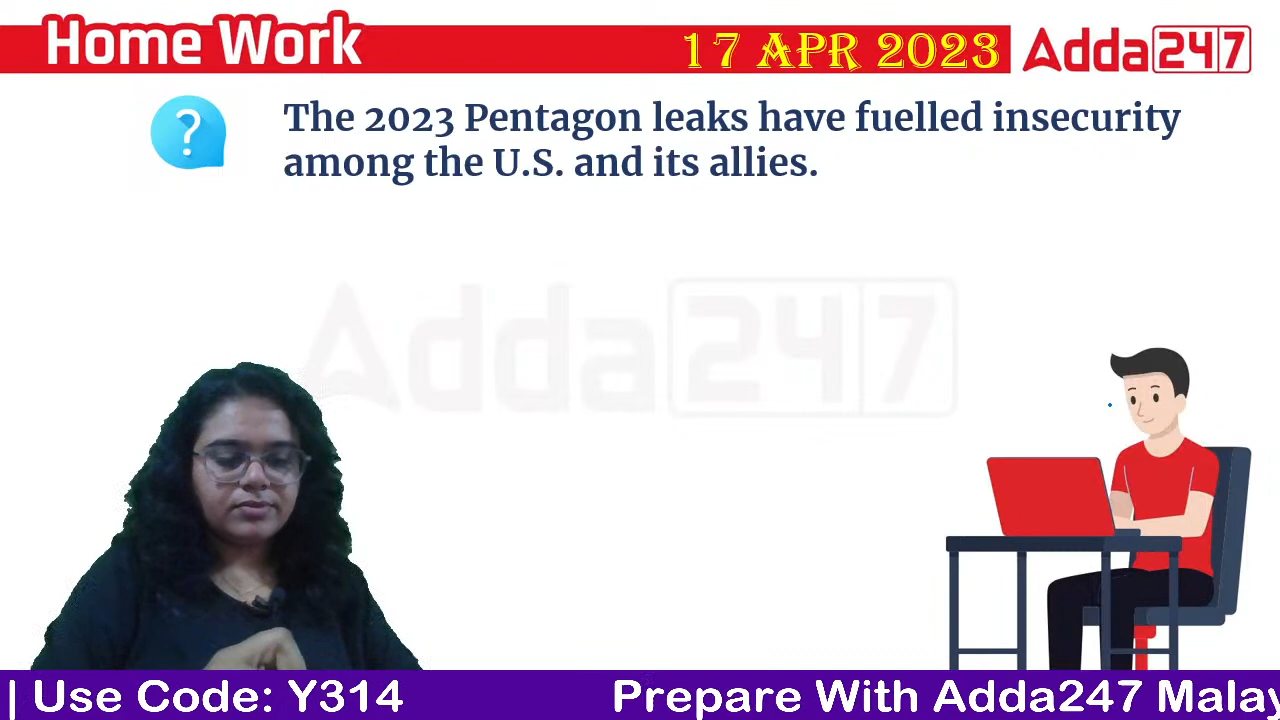 Home Work
17 APR 2023
Adda247
?
The 2023 Pentagon leaks have fuelled insecurity
among the U.S. and its allies.
Adda247
| Use Code: Y314 Prepare With Adda247 Malay